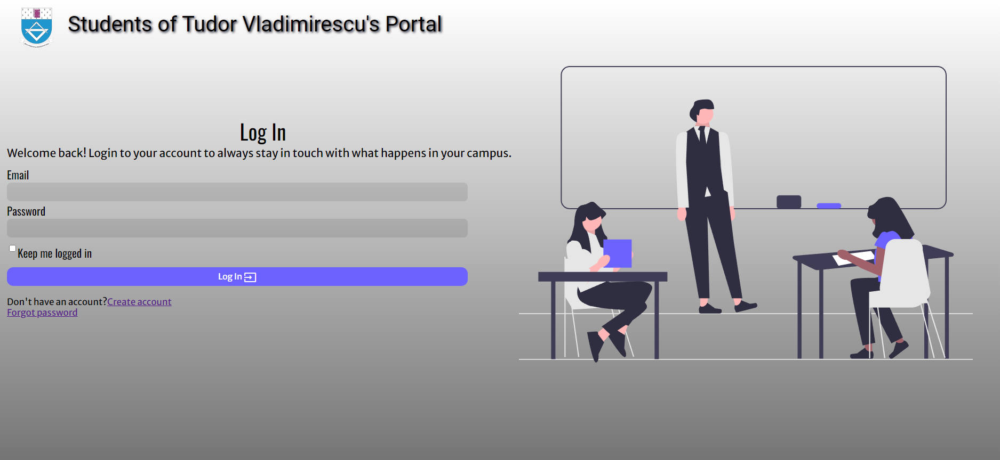 Students of Tudor Vladimirescu's Portal
Log In
Welcome back! Login to your account to always stay in touch with what happens in your campus.
Email
Password
Keep me logged in
Log In
Don't have an account?Create account
Forgot password